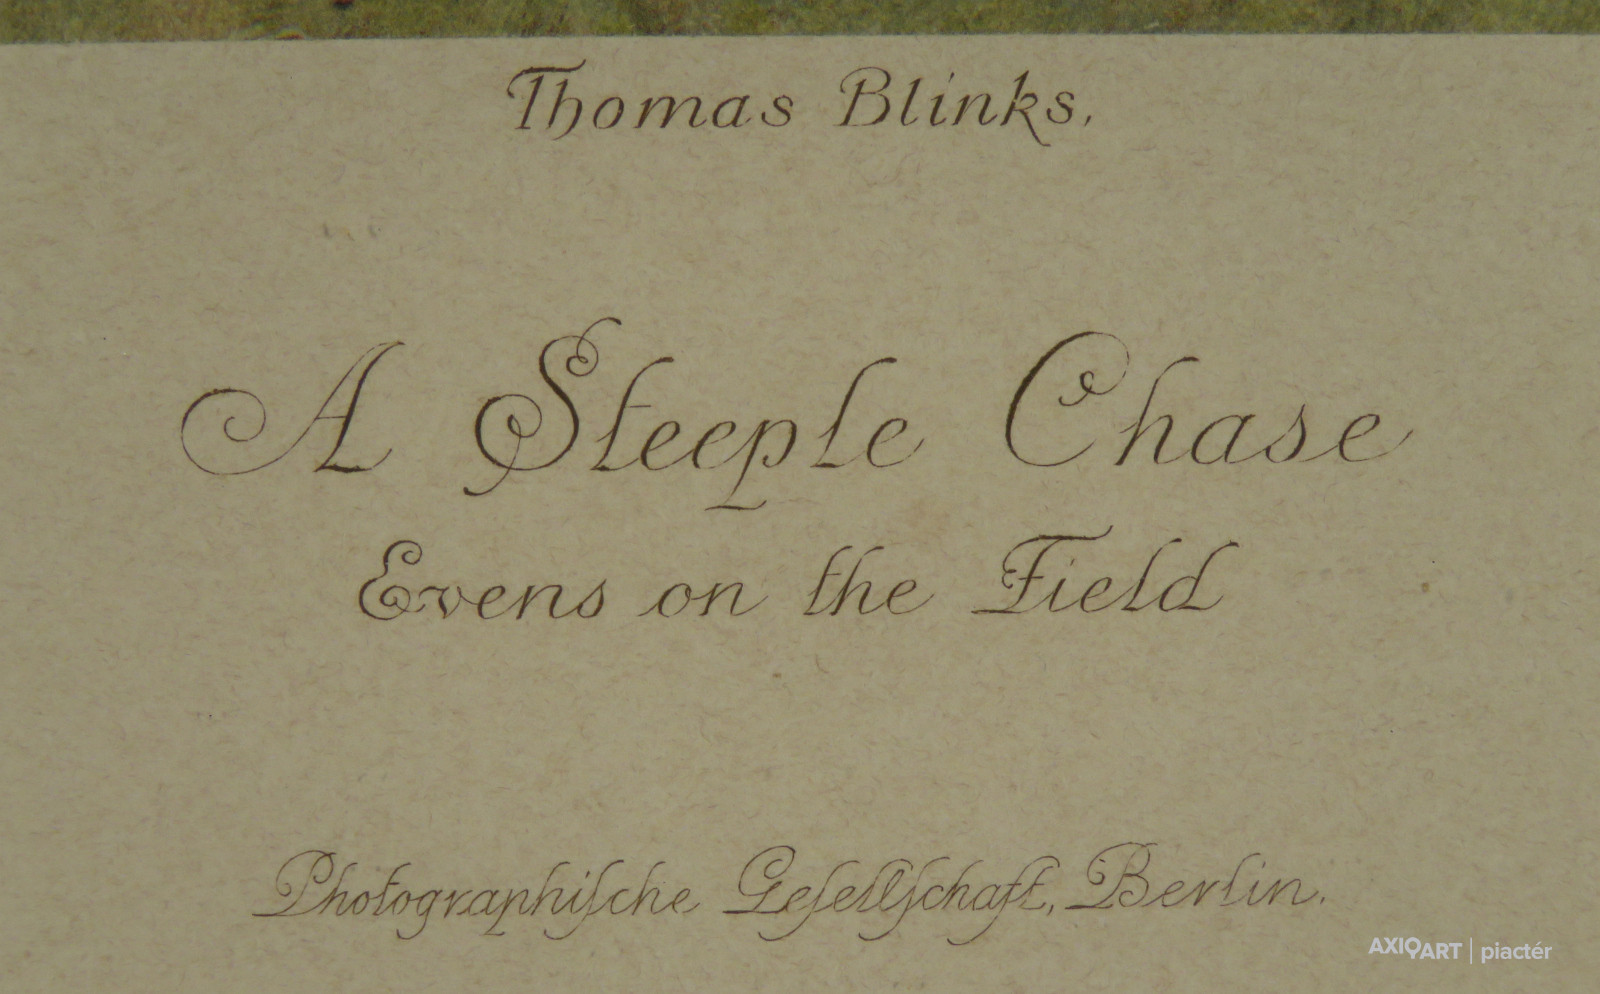 Thomas Blinks.
A Steeple Chase
Evens on the Field
Photographiſche Geſellſchaft, Berlin.
AXIOART | piactér